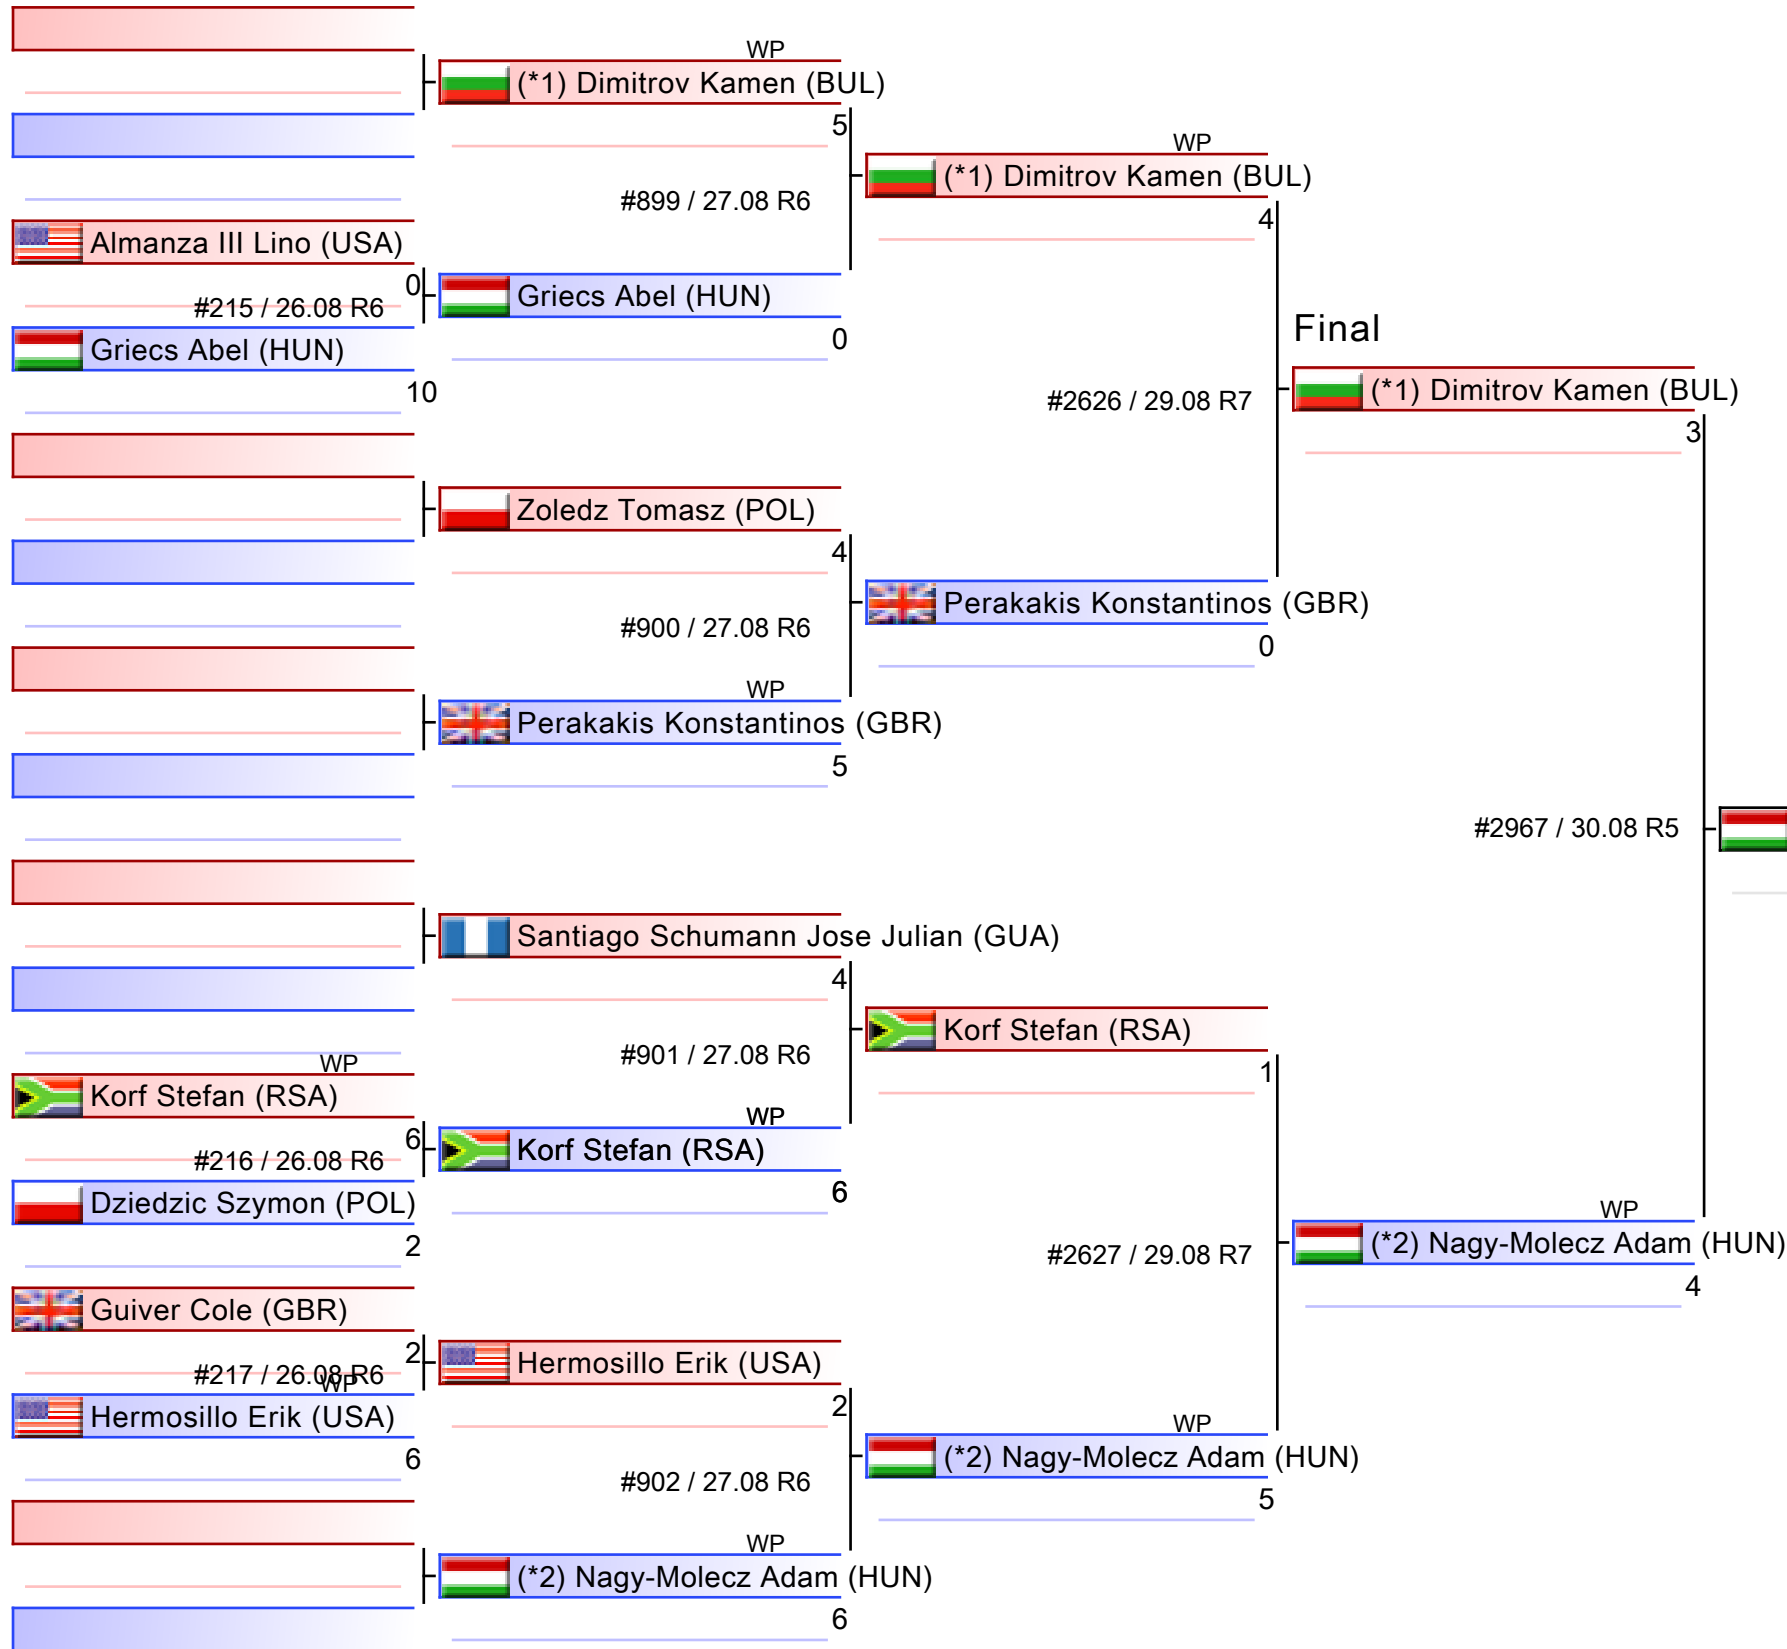 WP
(*1) Dimitrov Kamen (BUL)
5
#899 / 27.08 R6
Almanza III Lino (USA)
0
#215 / 26.08 R6
Griecs Abel (HUN)
10
Griecs Abel (HUN)
0
WP
(*1) Dimitrov Kamen (BUL)
4
#2626 / 29.08 R7
Final
(*1) Dimitrov Kamen (BUL)
3
Zoledz Tomasz (POL)
4
#900 / 27.08 R6
WP
Perakakis Konstantinos (GBR)
5
Perakakis Konstantinos (GBR)
0
#2967 / 30.08 R5
Santiago Schumann Jose Julian (GUA)
4
#901 / 27.08 R6
WP
Korf Stefan (RSA)
6
#216 / 26.08 R6
Dziedzic Szymon (POL)
2
WP
Korf Stefan (RSA)
6
Korf Stefan (RSA)
1
#2627 / 29.08 R7
WP
(*2) Nagy-Molecz Adam (HUN)
4
Guiver Cole (GBR)
2
#217 / 26.08 R6
WP
Hermosillo Erik (USA)
6
Hermosillo Erik (USA)
2
#902 / 27.08 R6
WP
(*2) Nagy-Molecz Adam (HUN)
5
WP
(*2) Nagy-Molecz Adam (HUN)
6